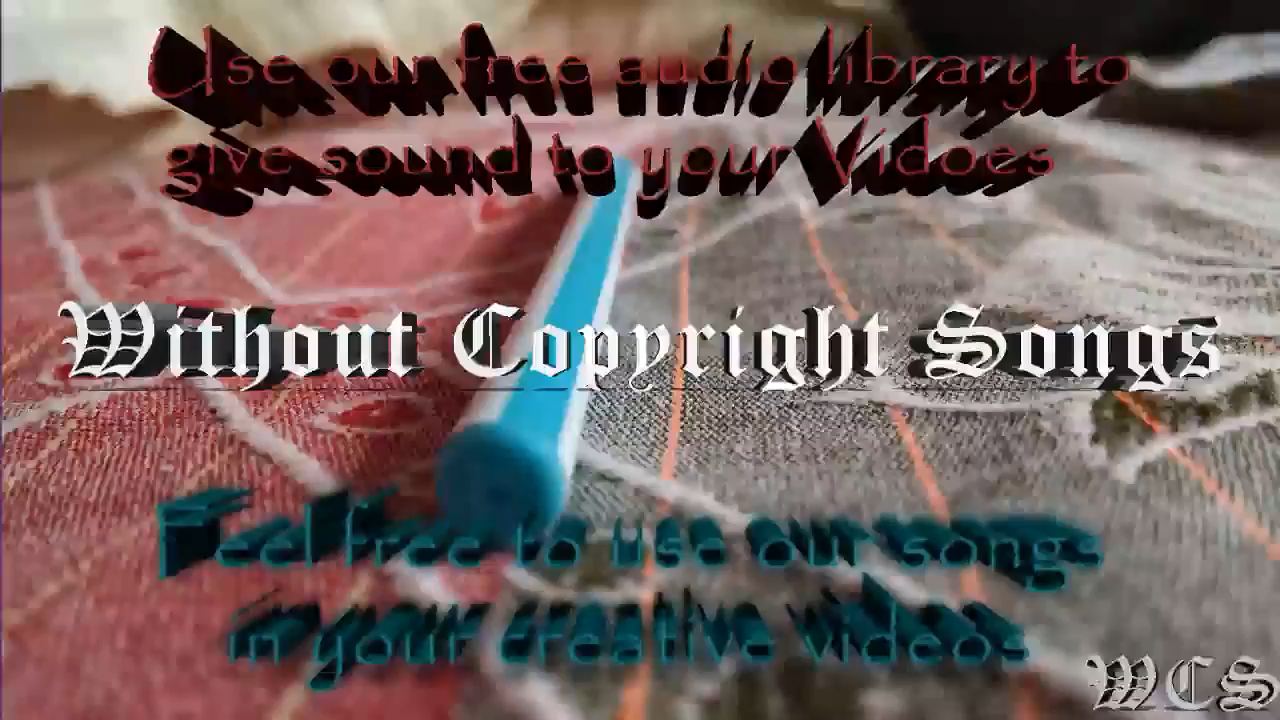 Use our free audio library to
give sound to your Vidoes
Without Copyright Songs
Feel free to use our songs
in your creative videos
WCS